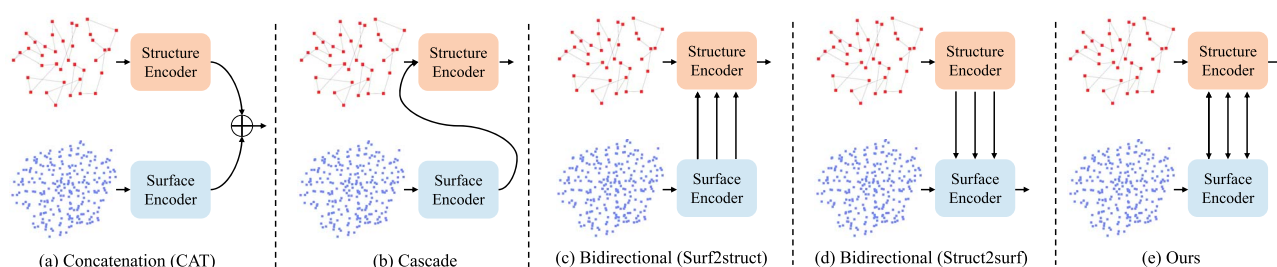 Structure
Encoder
Surface
Encoder
(a) Concatenation (CAT)
Structure
Encoder
Surface
Encoder
(b) Cascade
Structure
Encoder
Surface
Encoder
(c) Bidirectional (Surf2struct)
Structure
Encoder
Surface
Encoder
(d) Bidirectional (Struct2surf)
Structure
Encoder
Surface
Encoder
(e) Ours